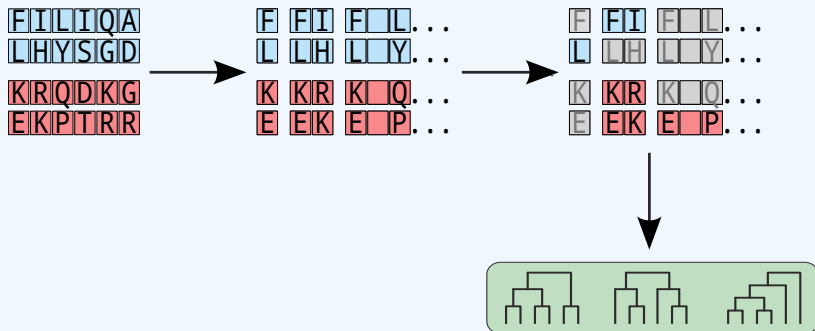 FILIQA F FI F L... F FI F L...
LHYSGD L LH L Y... L LH L Y...
KRQDKG K KR K Q... K KR K Q...
EKPTRR E EK E P... E EK E P...